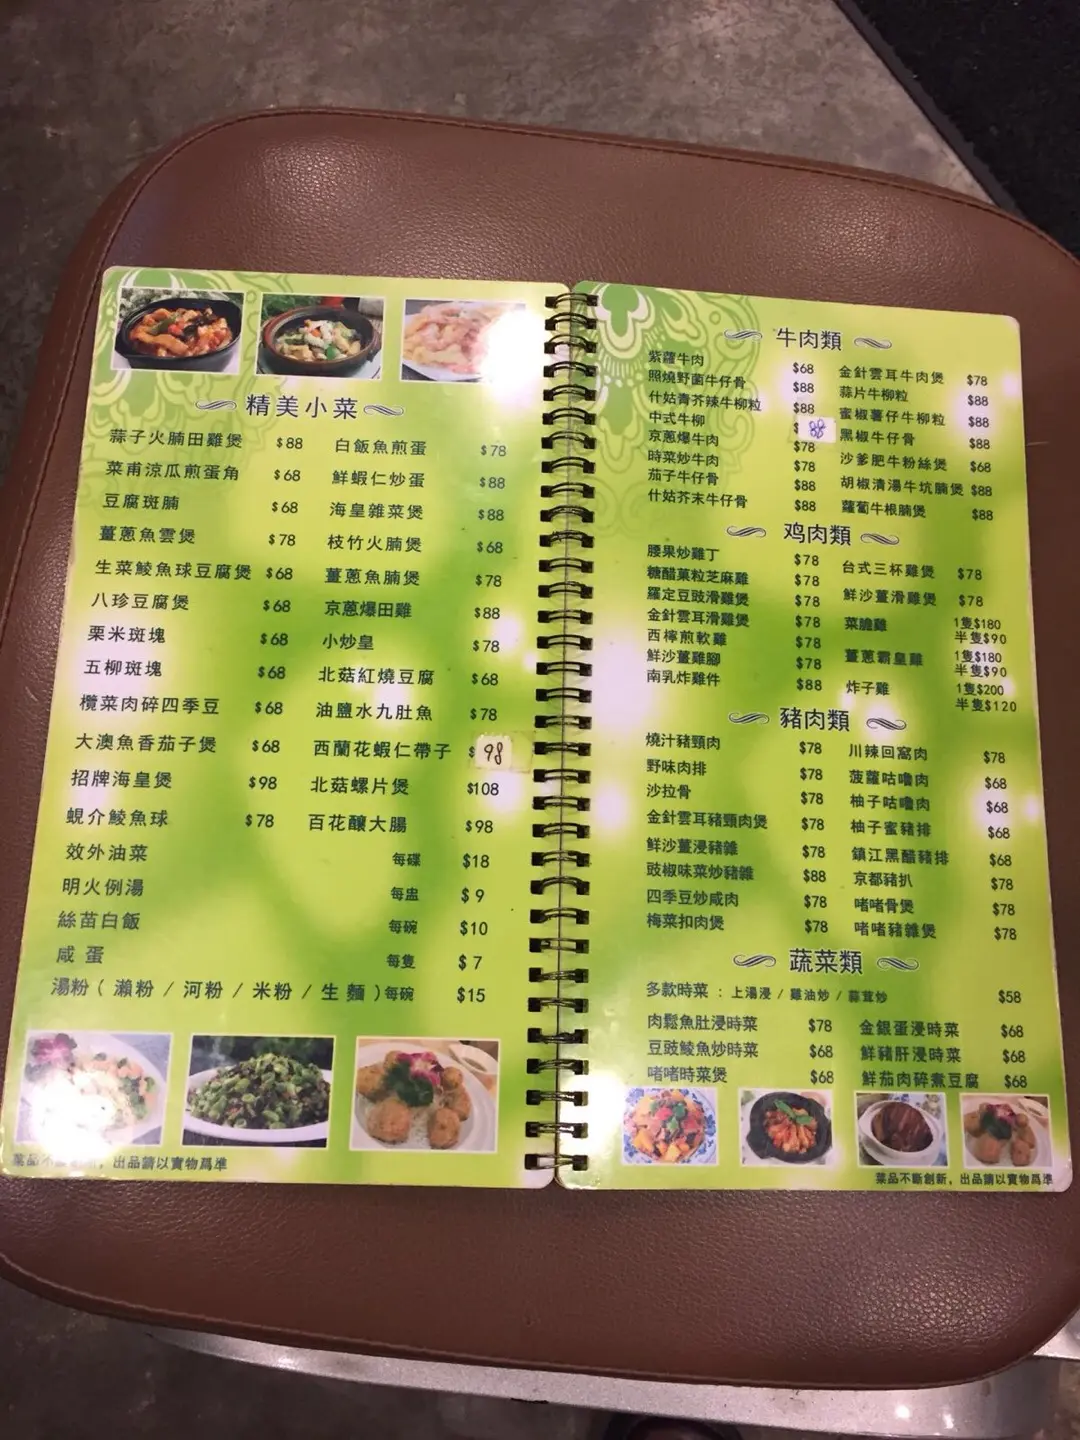 精美小菜
蒜子火腩田雞煲 $88 白飯魚煎蛋 $78
菜甫涼瓜煎蛋角 $68 鮮蝦仁炒蛋 $88
豆腐斑腩 $68 海皇雜菜煲 $88
薑蔥魚雲煲 $78 枝竹火腩煲 $68
生菜鯪魚球豆腐煲 $68 薑蔥魚腩煲 $78
八珍豆腐煲 $68 京蔥爆田雞 $88
栗米斑塊 $68 小炒皇 $78
五柳斑塊 $68 北菇紅燒豆腐 $68
欖菜肉碎四季豆 $68 油鹽水九肚魚 $78
大澳魚香茄子煲 $68 西蘭花蝦仁帶子 $98
招牌海皇煲 $98 北菇螺片煲 $108
蜆介鯪魚球 $78 百花釀大腸 $98
效外油菜 每碟 $18
明火例湯 每盅 $9
絲苗白飯 每碗 $10
咸蛋 每隻 $7
湯粉（瀨粉/河粉/米粉/生麵）每碗 $15
菜品不斷創新，出品請以實物爲準
牛肉類
紫蘿牛肉 $68 金針雲耳牛肉煲 $78
照燒野菌牛仔骨 $88 蒜片牛柳粒 $88
什姑青芥辣牛柳粒 $88 蜜椒薯仔牛柳粒 $88
中式牛柳 $88 黑椒牛仔骨 $88
京蔥爆牛肉 $78 沙爹肥牛粉絲煲 $68
時菜炒牛肉 $78 胡椒清湯牛坑腩煲 $88
茄子牛仔骨 $88 蘿蔔牛根腩煲 $88
什姑芥末牛仔骨 $88
鸡肉類
腰果炒雞丁 $78 台式三杯雞煲 $78
糖醋菓粒芝麻雞 $78 鮮沙薑滑雞煲 $78
羅定豆豉滑雞煲 $78 菜膽雞 1隻$180 半隻$90
金針雲耳滑雞煲 $78 薑蔥霸皇雞 1隻$180 半隻$90
西檸煎軟雞 $78 炸子雞 1隻$200 半隻$120
鮮沙薑雞腳 $78
南乳炸雞件 $88
豬肉類
燒汁豬頸肉 $78 川辣回窩肉 $78
野味肉排 $78 菠蘿咕嚕肉 $68
沙拉骨 $78 柚子咕嚕肉 $68
金針雲耳豬頸肉煲 $78 柚子蜜豬排 $68
鮮沙薑浸豬雜 $78 鎮江黑醋豬排 $68
豉椒味菜炒豬雜 $88 京都豬扒 $78
四季豆炒咸肉 $78 啫啫骨煲 $78
梅菜扣肉煲 $78 啫啫豬雜煲 $78
蔬菜類
多款時菜：上湯浸/雞油炒/蒜茸炒 $58
肉鬆魚肚浸時菜 $78 金銀蛋浸時菜 $68
豆豉鯪魚炒時菜 $68 鮮豬肝浸時菜 $68
啫啫時菜煲 $68 鮮茄肉碎煮豆腐 $68
菜品不斷創新，出品請以實物爲準